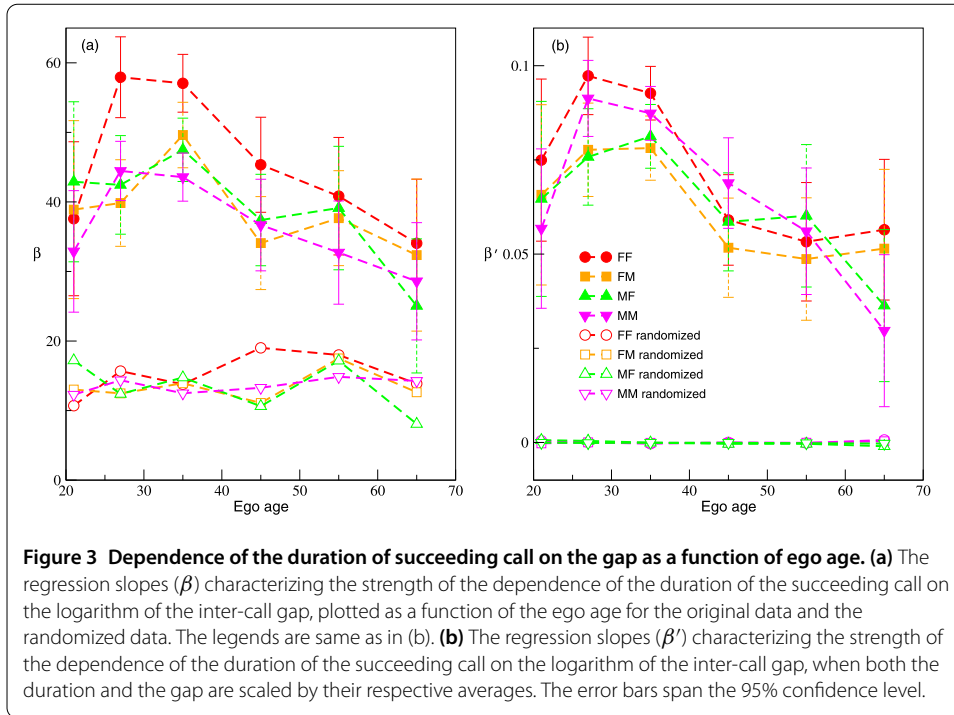 (a)
60
40
β
20
0
20
30
40
50
60
70
Ego age
(b)
0.1
β′
0.05
0
FF
FM
MF
MM
FF randomized
FM randomized
MF randomized
MM randomized
20
30
40
50
60
70
Ego age
Figure 3 Dependence of the duration of succeeding call on the gap as a function of ego age. (a) The
regression slopes (β) characterizing the strength of the dependence of the duration of the succeeding call on
the logarithm of the inter-call gap, plotted as a function of the ego age for the original data and the
randomized data. The legends are same as in (b). (b) The regression slopes (β′) characterizing the strength of
the dependence of the duration of the succeeding call on the logarithm of the inter-call gap, when both the
duration and the gap are scaled by their respective averages. The error bars span the 95% confidence level.